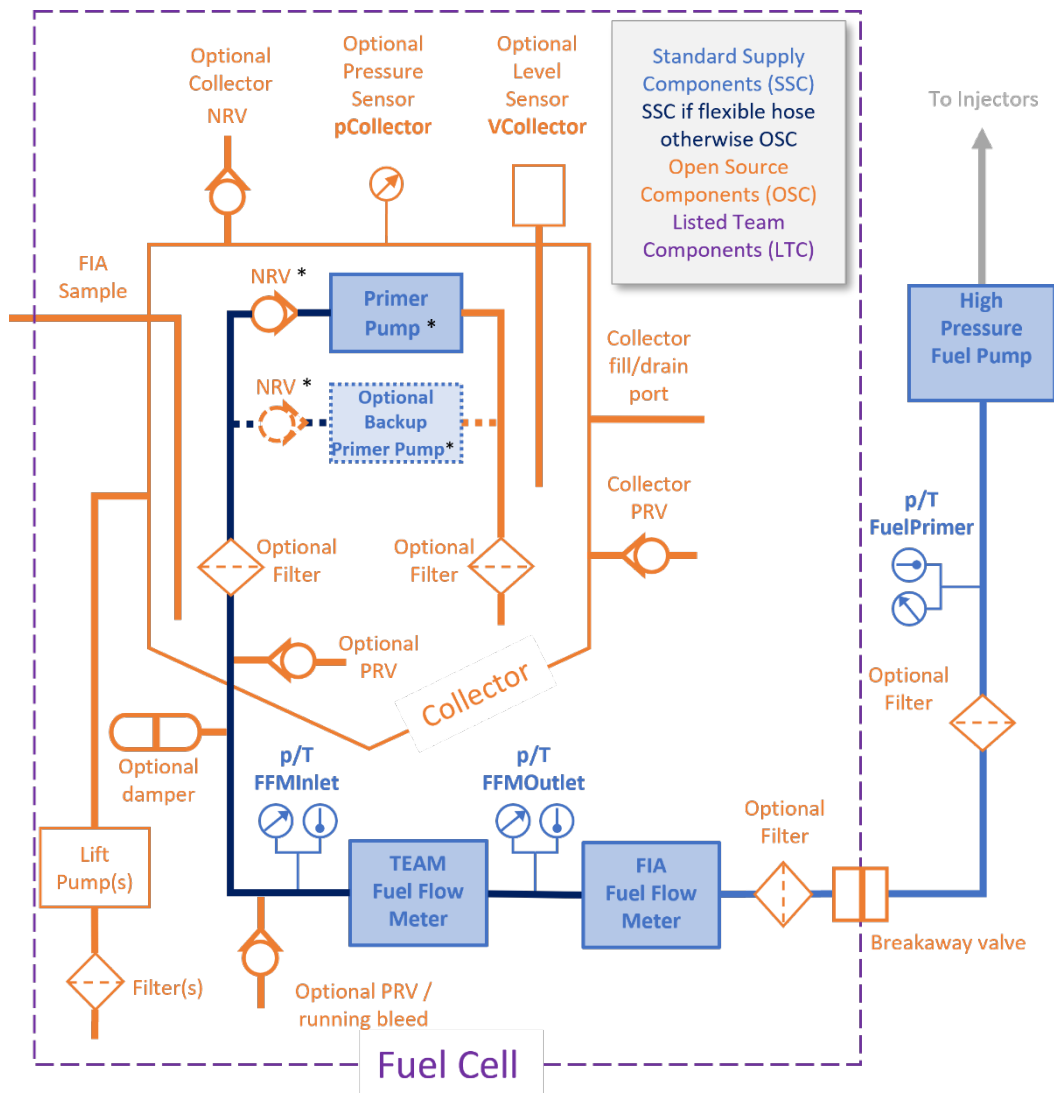 Optional
Collector
NRV
Optional
Pressure
Sensor
pCollector
Optional
Level
Sensor
VCollector
Standard Supply
Components (SSC)
SSC if flexible hose
otherwise OSC
Open Source
Components (OSC)
Listed Team
Components (LTC)
To Injectors
FIA
Sample
NRV *
Primer
Pump *
NRV *
Optional
Backup
Primer Pump*
Collector
fill/drain
port
High
Pressure
Fuel Pump
Collector
PRV
p/T
FuelPrimer
Optional
Filter
Optional
Filter
Optional
PRV
Collector
Optional
Filter
Optional
damper
p/T
FFMInlet
p/T
FFMOutlet
Optional
Filter
Lift
Pump(s)
TEAM
Fuel Flow
Meter
FIA
Fuel Flow
Meter
Breakaway valve
Filter(s)
Optional PRV /
running bleed
Fuel Cell